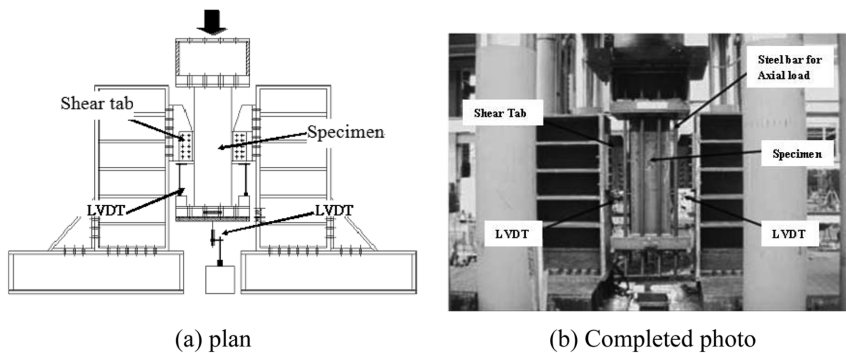 Shear tab
Specimen
LVDT
LVDT
(a) plan
Steel bar for
Axial load
Shear Tab
Specimen
LVDT
LVDT
(b) Completed photo